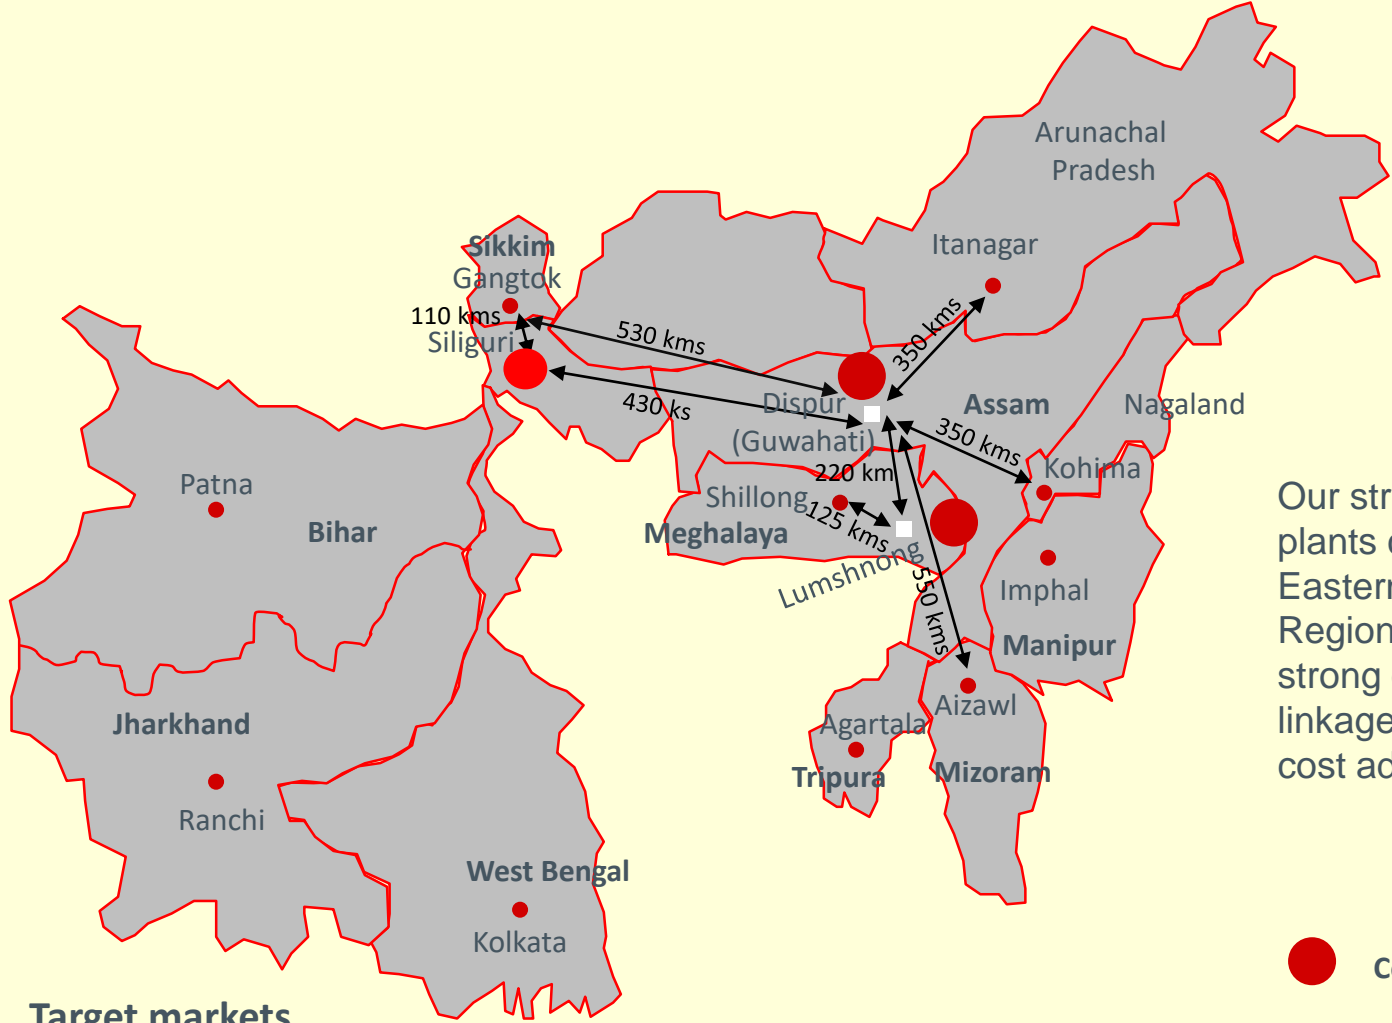 Arunachal
Pradesh
Itanagar
Sikkim
Gangtok
110 kms
Siliguri
530 kms
350 kms
430 ks
Dispur
(Guwahati)
Assam
Nagaland
350 kms
Kohima
220 km
Shillong
125 kms
Meghalaya
Lumshnong
550 kms
Imphal
Manipur
Patna
Bihar
Aizawl
Agartala
Tripura
Mizoram
Jharkhand
Ranchi
West Bengal
Kolkata
Our str
plants
Eastern
Region
strong
linkage
cost ad
Target markets